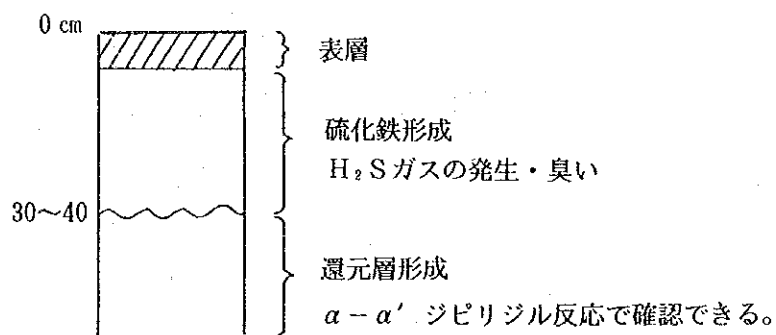 0 cm
表層
硫化鉄形成
H₂Sガスの発生・臭い
30~40
還元層形成
α-α′ ジピリジル反応で確認できる。